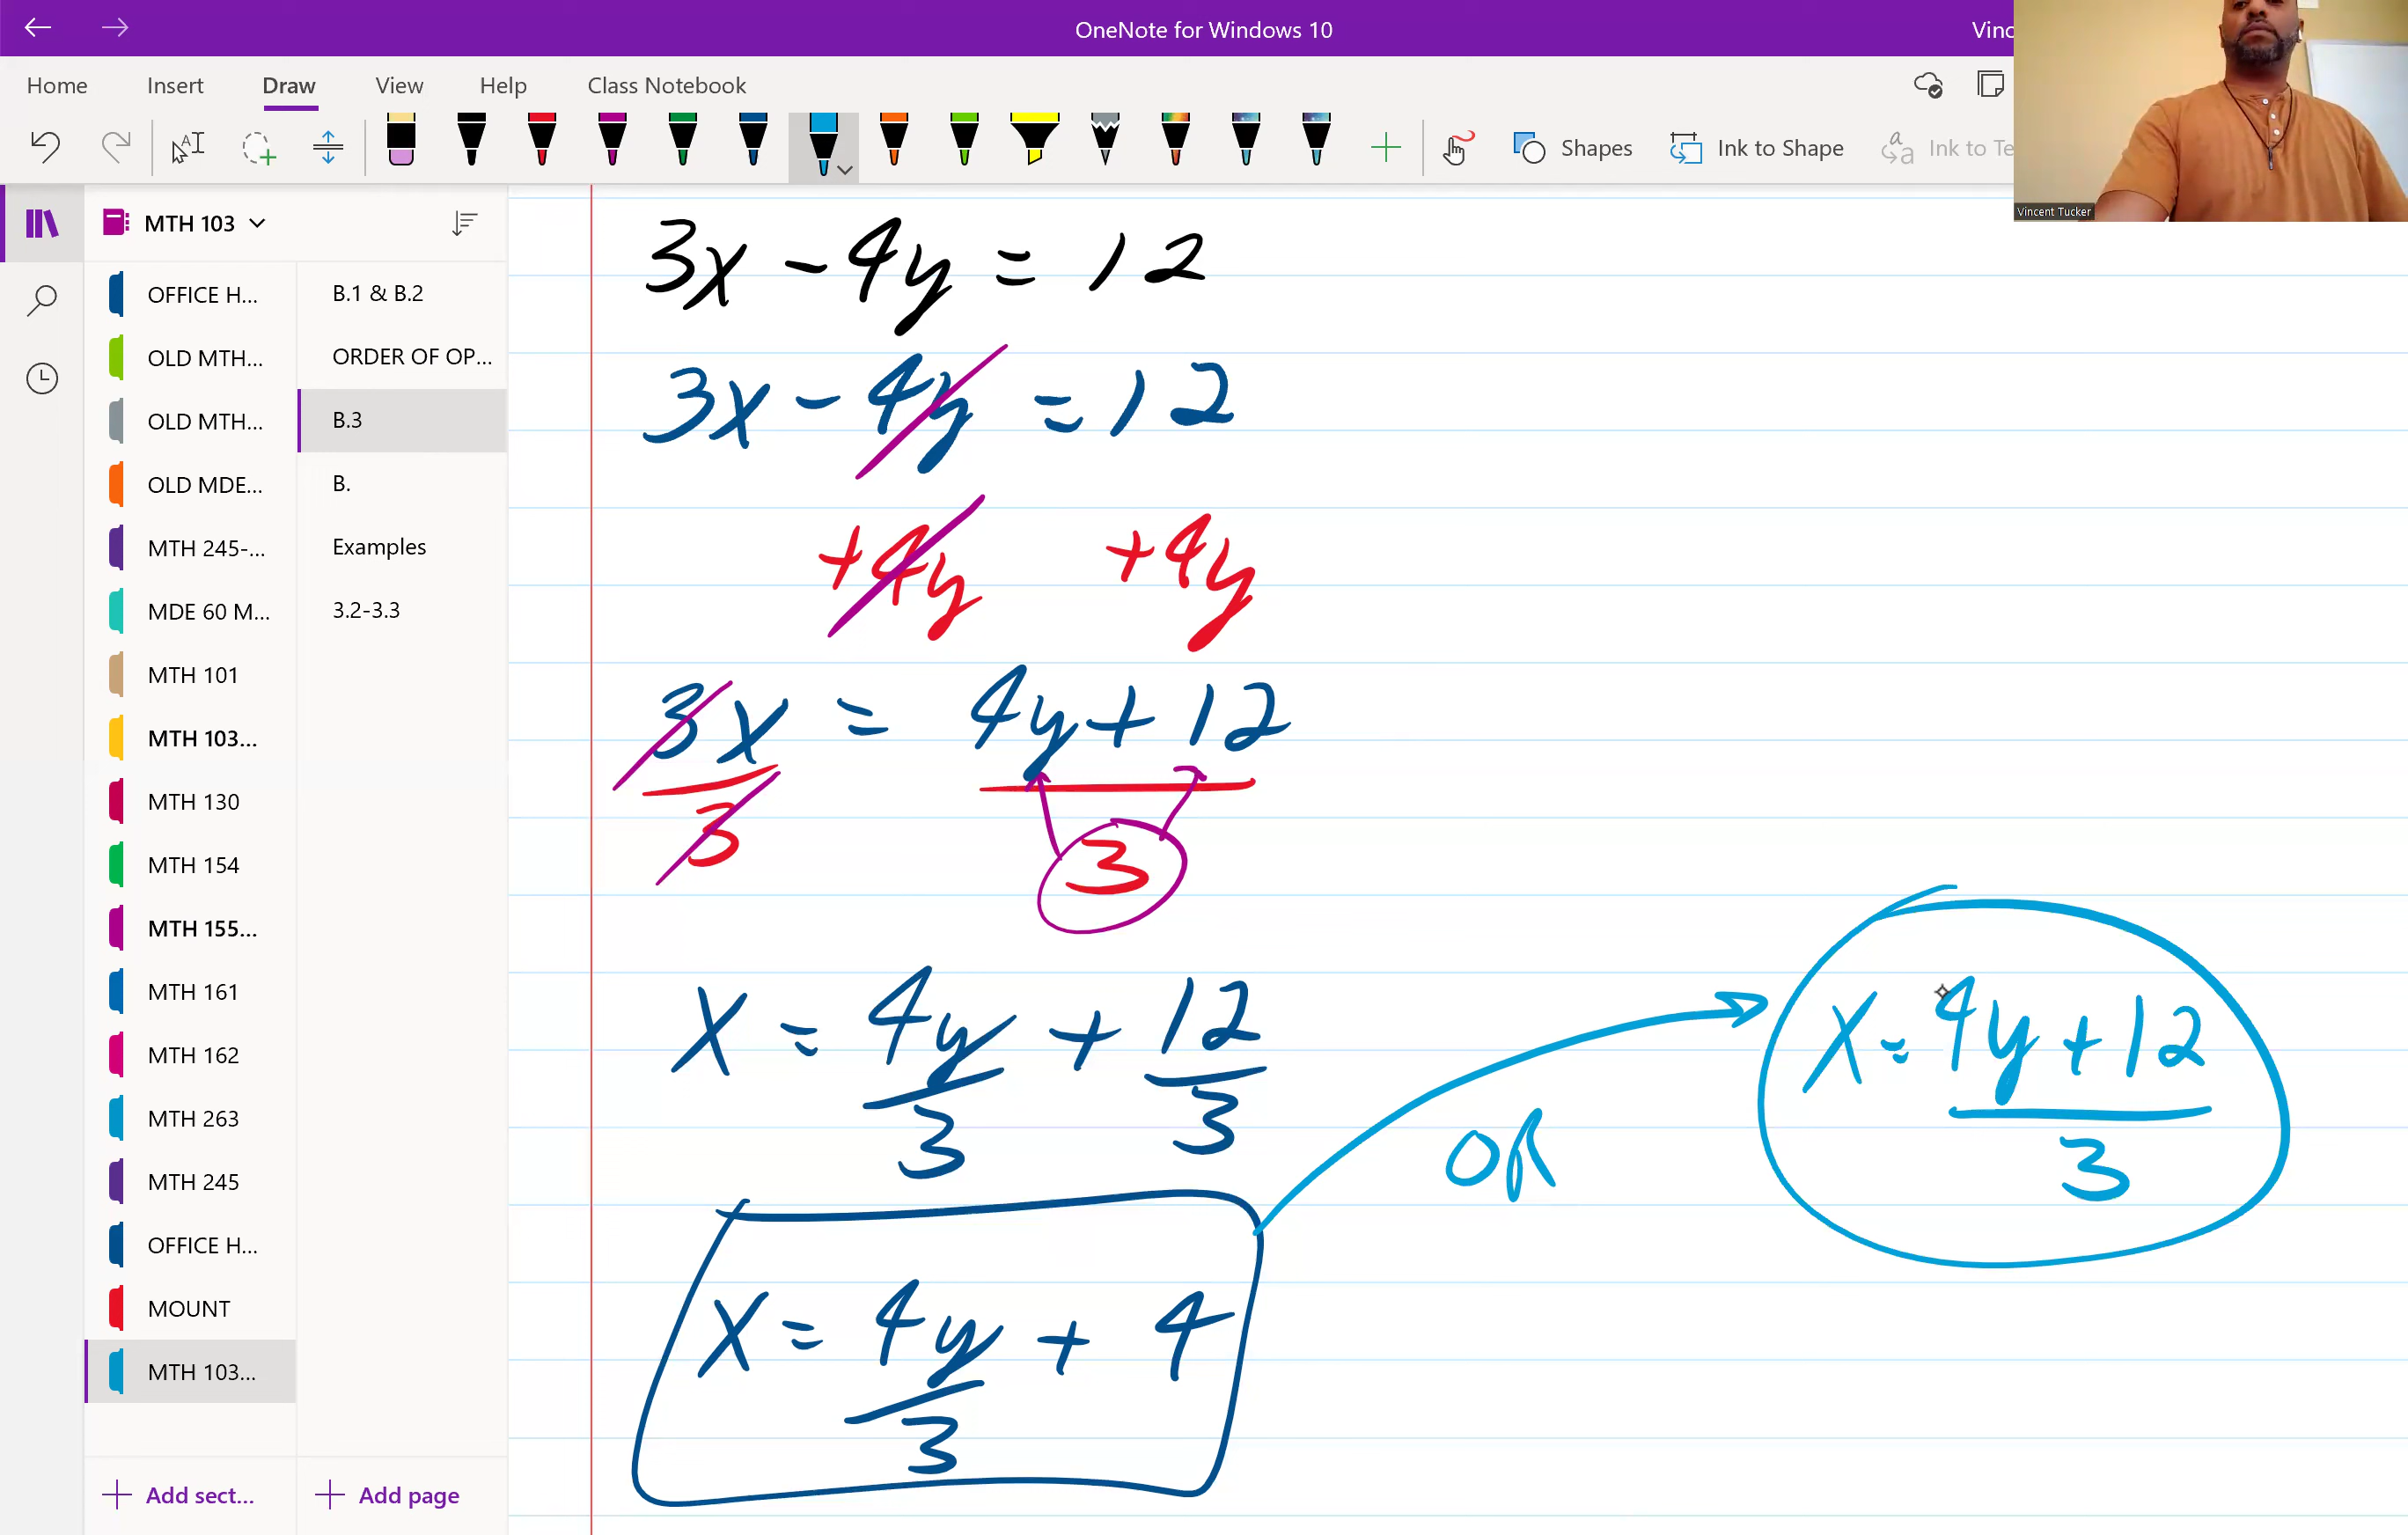 OneNote for Windows 10
Vinc
Home Insert Draw View Help Class Notebook
Shapes Ink to Shape Ink to Te
Vincent Tucker
MTH 103
OFFICE H...
OLD MTH...
OLD MTH...
OLD MDE...
MTH 245-...
MDE 60 M...
MTH 101
MTH 103...
MTH 130
MTH 154
MTH 155...
MTH 161
MTH 162
MTH 263
MTH 245
OFFICE H...
MOUNT
MTH 103...
Add sect...
B.1 & B.2
ORDER OF OP...
B.3
B.
Examples
3.2-3.3
Add page
3x - 4y = 12
3x - 4y = 12
+4y +4y
3x = 4y + 12
3 3
x = 4y + 12
3 3
x = 4y + 4
3
OR
x = 4y + 12
3